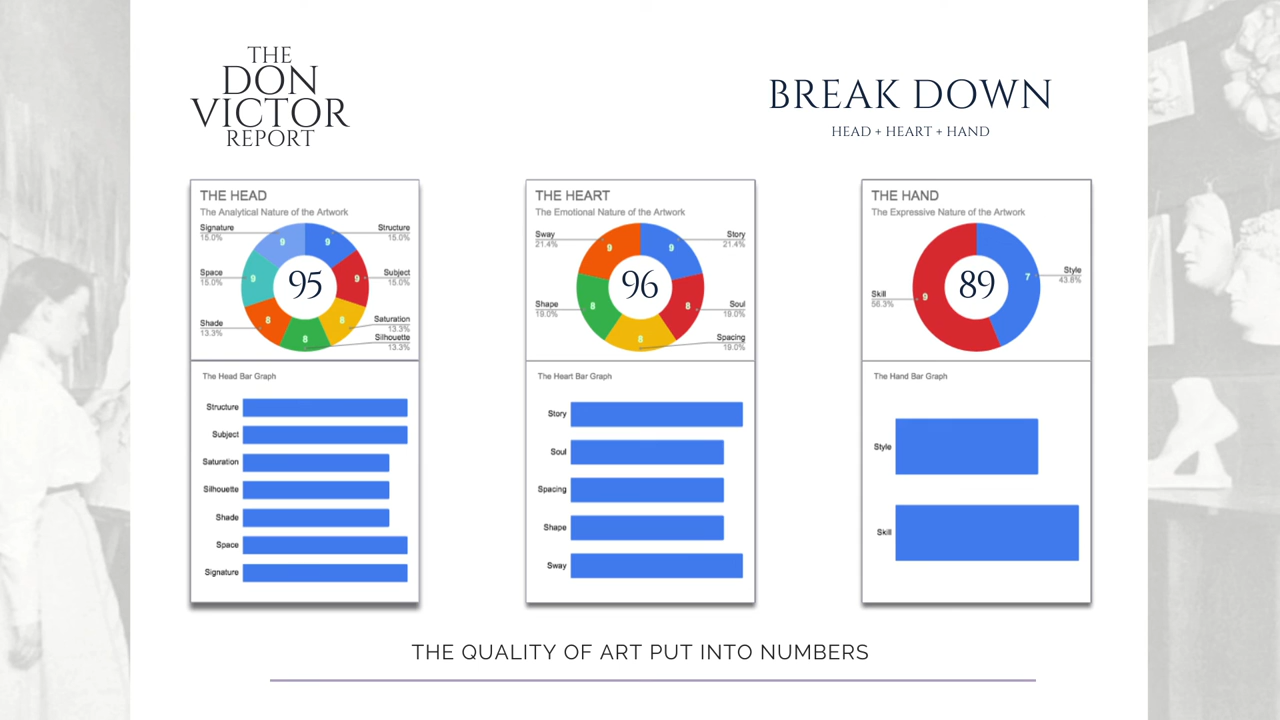 THE
DON
VICTOR
REPORT
BREAK DOWN
HEAD + HEART + HAND
THE HEAD
The Analytical Nature of the Artwork
Signature
15.0%
Structure
15.0%
Space
15.0%
Subject
15.0%
Shade
13.3%
Saturation
13.3%
Silhouette
13.3%
9
9
9
9
8
8
8
95
The Head Bar Graph
Structure
Subject
Saturation
Silhouette
Shade
Space
Signature
THE HEART
The Emotional Nature of the Artwork
Sway
21.4%
Story
21.4%
Shape
19.0%
Soul
19.0%
Spacing
19.0%
9
9
8
8
8
96
The Heart Bar Graph
Story
Soul
Spacing
Shape
Sway
THE HAND
The Expressive Nature of the Artwork
Style
43.8%
Skill
56.3%
7
9
89
The Hand Bar Graph
Style
Skill
THE QUALITY OF ART PUT INTO NUMBERS